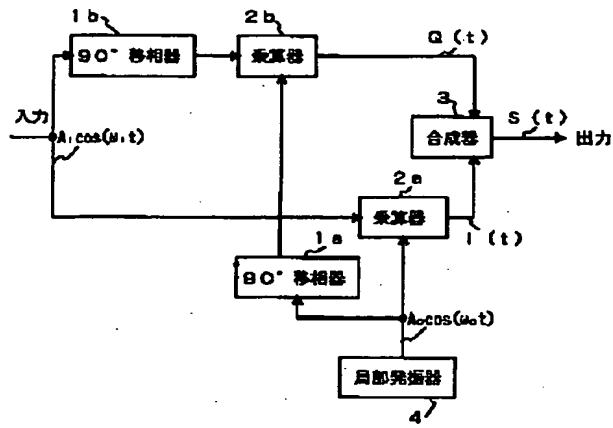 1b
90°移相器
2b
乗算器
Q(t)
3
合成器
S(t)
出力
入力
A₁cos(ω₁t)
2a
乗算器
I(t)
1a
90°移相器
A₀cos(ω₀t)
局部発振器
4